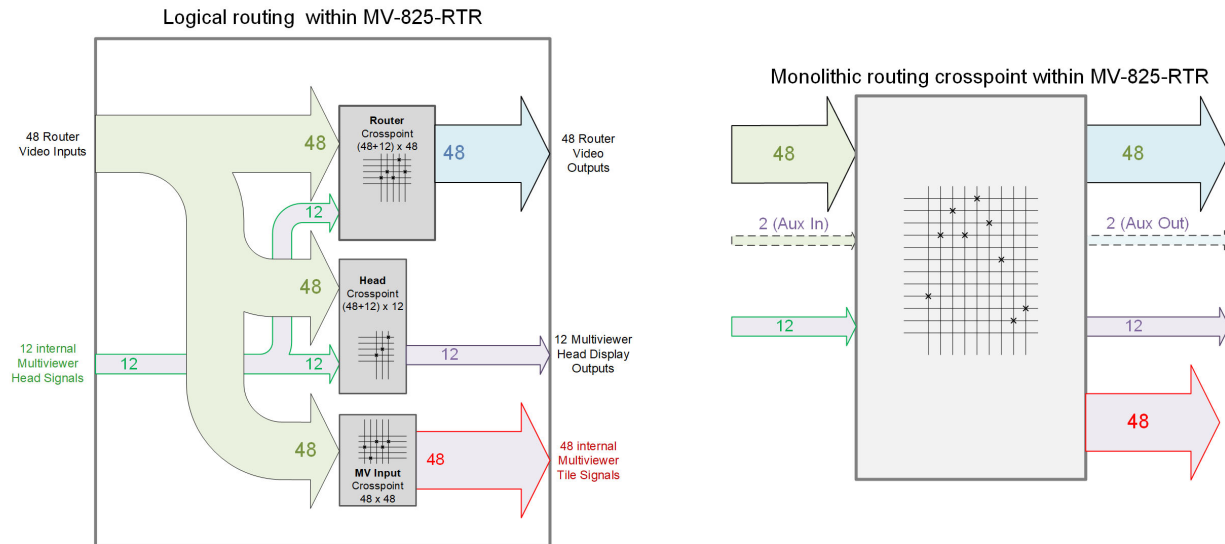 Logical routing within MV-825-RTR
48 Router
Video Inputs
48
Router
Crosspoint
(48+12) x 48
48
48 Router
Video
Outputs
12
48
Head
Crosspoint
(48+12) x 12
12 internal
Multiviewer
Head Signals
12
12
12
12 Multiviewer
Head Display
Outputs
48
MV Input
Crosspoint
48 x 48
48
48 internal
Multiviewer
Tile Signals
Monolithic routing crosspoint within MV-825-RTR
48
48
2 (Aux In)
2 (Aux Out)
12
12
48